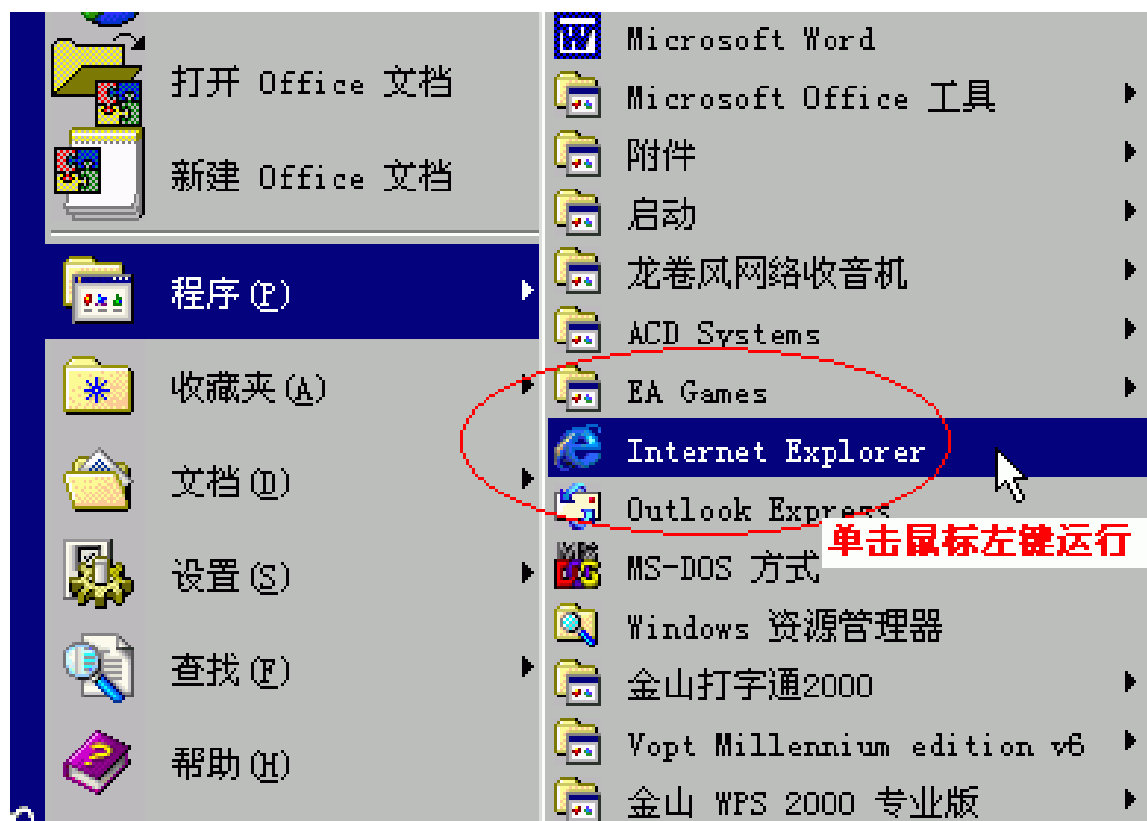 打开 Office 文档
新建 Office 文档
程序(P)
收藏夹(A)
文档(D)
设置(S)
查找(F)
帮助(H)
Microsoft Word
Microsoft Office 工具
附件
启动
龙卷风网络收音机
ACD Systems
EA Games
Internet Explorer
Outlook Express
单击鼠标左键运行
MS-DOS 方式
Windows 资源管理器
金山打字通2000
Vopt Millennium edition v6
金山 WPS 2000 专业版